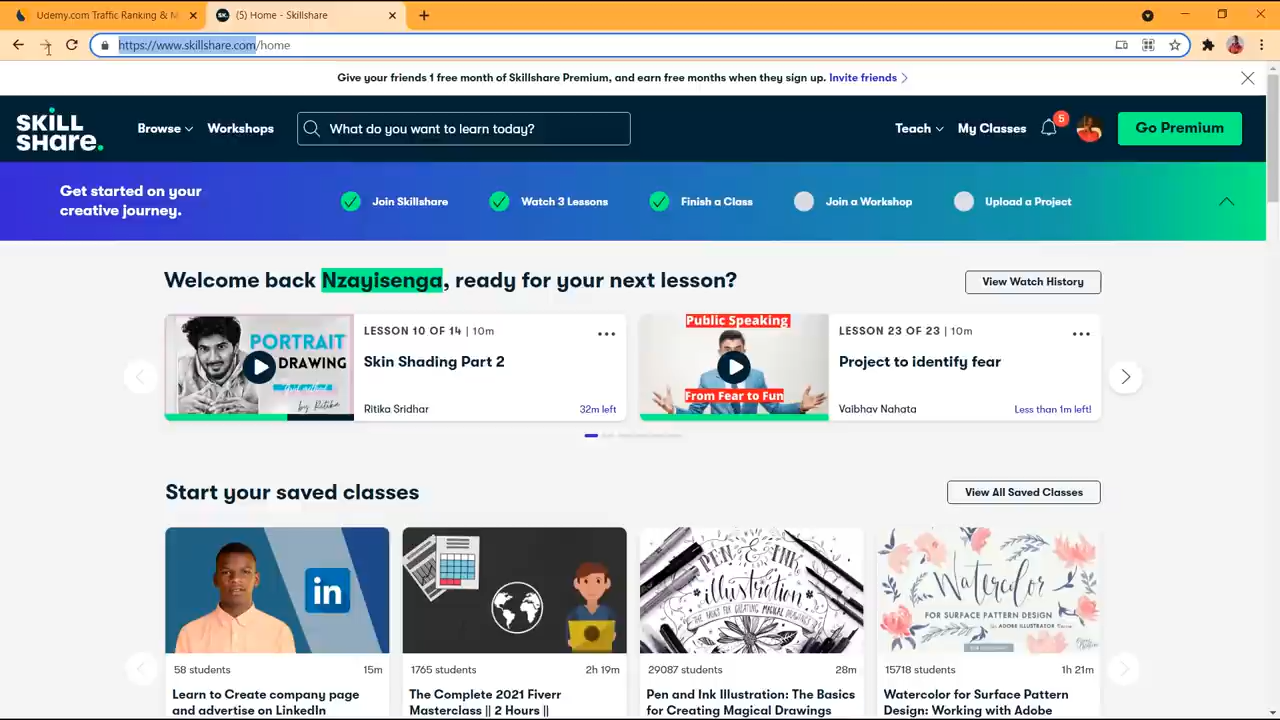 Udemy.com Traffic Ranking & M
(5) Home - Skillshare
https://www.skillshare.com/home
Give your friends 1 free month of Skillshare Premium, and earn free months when they sign up. Invite friends
SKILL
SHARE.
Browse
Workshops
What do you want to learn today?
Teach
My Classes
5
Go Premium
Get started on your
creative journey.
Join Skillshare
Watch 3 Lessons
Finish a Class
Join a Workshop
Upload a Project
Welcome back Nzayisenga, ready for your next lesson?
View Watch History
PORTRAIT
DRAWING
by Ritika
LESSON 10 OF 14 | 10m
Skin Shading Part 2
Ritika Sridhar
32m left
Public Speaking
From Fear to Fun
LESSON 23 OF 23 | 10m
Project to identify fear
Vaibhav Nahata
Less than 1m left!
Start your saved classes
View All Saved Classes
in
PEN & INK
illustration
Watercolor
FOR SURFACE PATTERN
DESIGN
58 students
15m
Learn to Create company page
and advertise on LinkedIn
1765 students
2h 19m
The Complete 2021 Fiverr
Masterclass || 2 Hours ||
29087 students
28m
Pen and Ink Illustration: The Basics
for Creating Magical Drawings
15718 students
1h 21m
Watercolor for Surface Pattern
Design: Working with Adobe